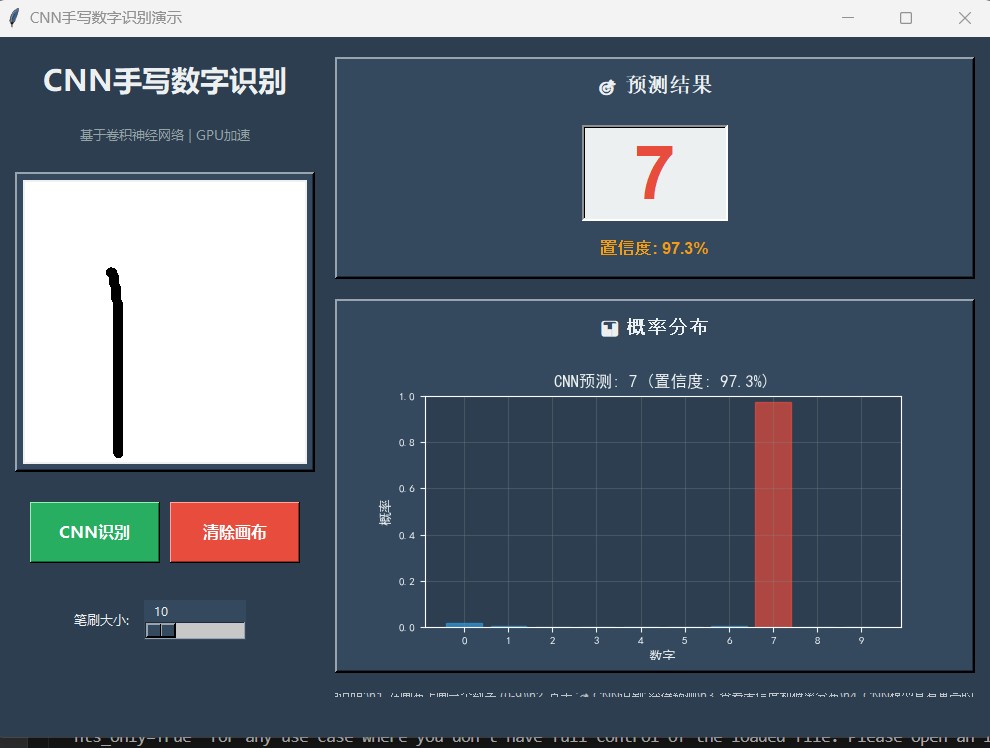 CNN手写数字识别演示
CNN手写数字识别
基于卷积神经网络 | GPU加速
CNN识别
清除画布
笔刷大小:
10
预测结果
7
置信度: 97.3%
概率分布
CNN预测: 7 (置信度: 97.3%)
概率
1.0
0.8
0.6
0.4
0.2
0.0
0 1 2 3 4 5 6 7 8 9
数字
for any use case where you don't have full control of the loaded file. Please open an i